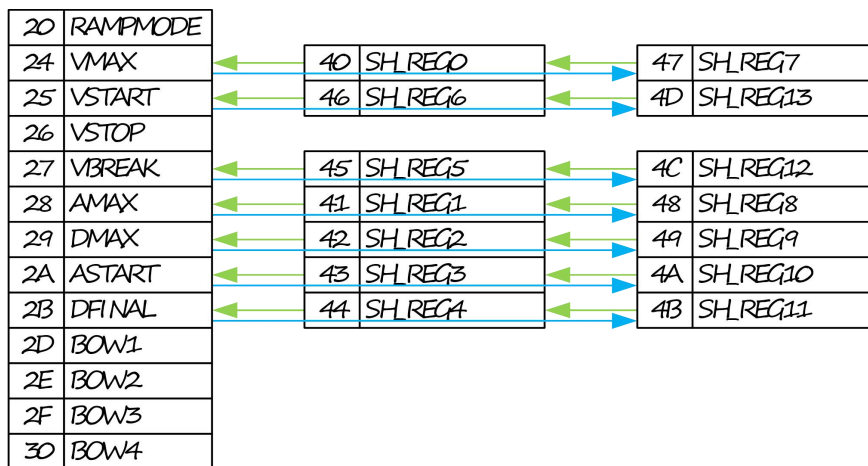 20 RAMPMODE
24 VMAX 40 SH_REG0 47 SH_REG7
25 VSTART 46 SH_REG6 4D SH_REG13
26 VSTOP
27 VBREAK 45 SH_REG5 4C SH_REG12
28 AMAX 41 SH_REG1 48 SH_REG8
29 DMAX 42 SH_REG2 49 SH_REG9
2A ASTART 43 SH_REG3 4A SH_REG10
2B DFINAL 44 SH_REG4 4B SH_REG11
2D BOW1
2E BOW2
2F BOW3
30 BOW4